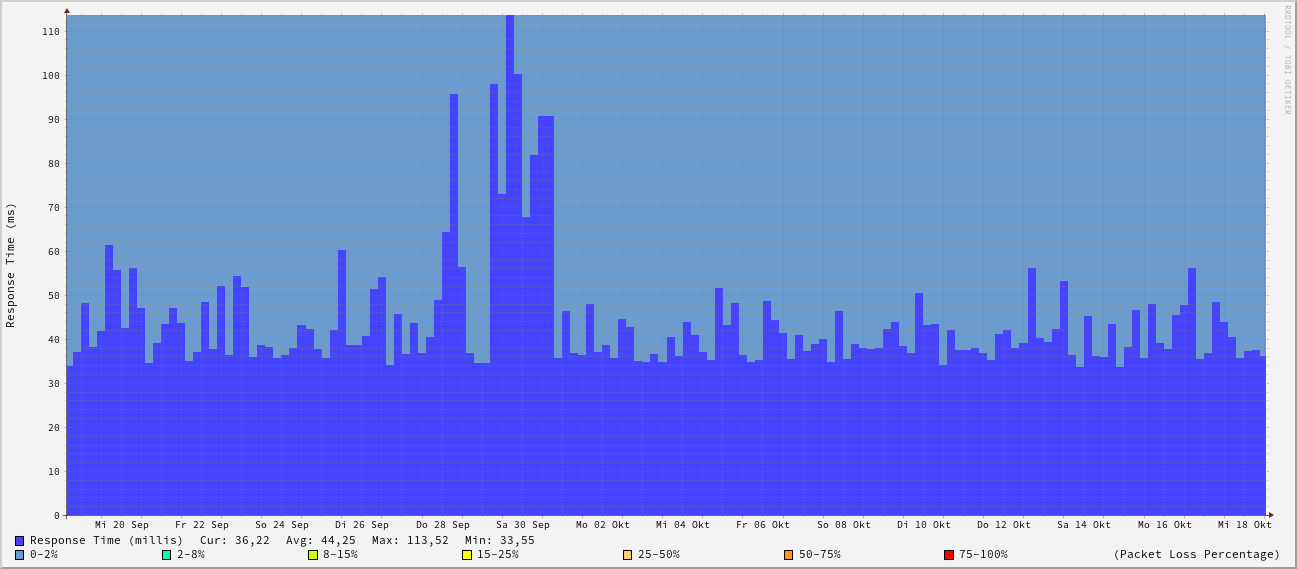 RRDTOOL / TOBI OETIKER
Response Time (ms)
110
100
90
80
70
60
50
40
30
20
10
0
Mi 20 Sep Fr 22 Sep So 24 Sep Di 26 Sep Do 28 Sep Sa 30 Sep Mo 02 Okt Mi 04 Okt Fr 06 Okt So 08 Okt Di 10 Okt Do 12 Okt Sa 14 Okt Mo 16 Okt Mi 18 Okt
Response Time (millis) Cur: 36,22 Avg: 44,25 Max: 113,52 Min: 33,55
0-2% 2-8% 8-15% 15-25% 25-50% 50-75% 75-100% (Packet Loss Percentage)